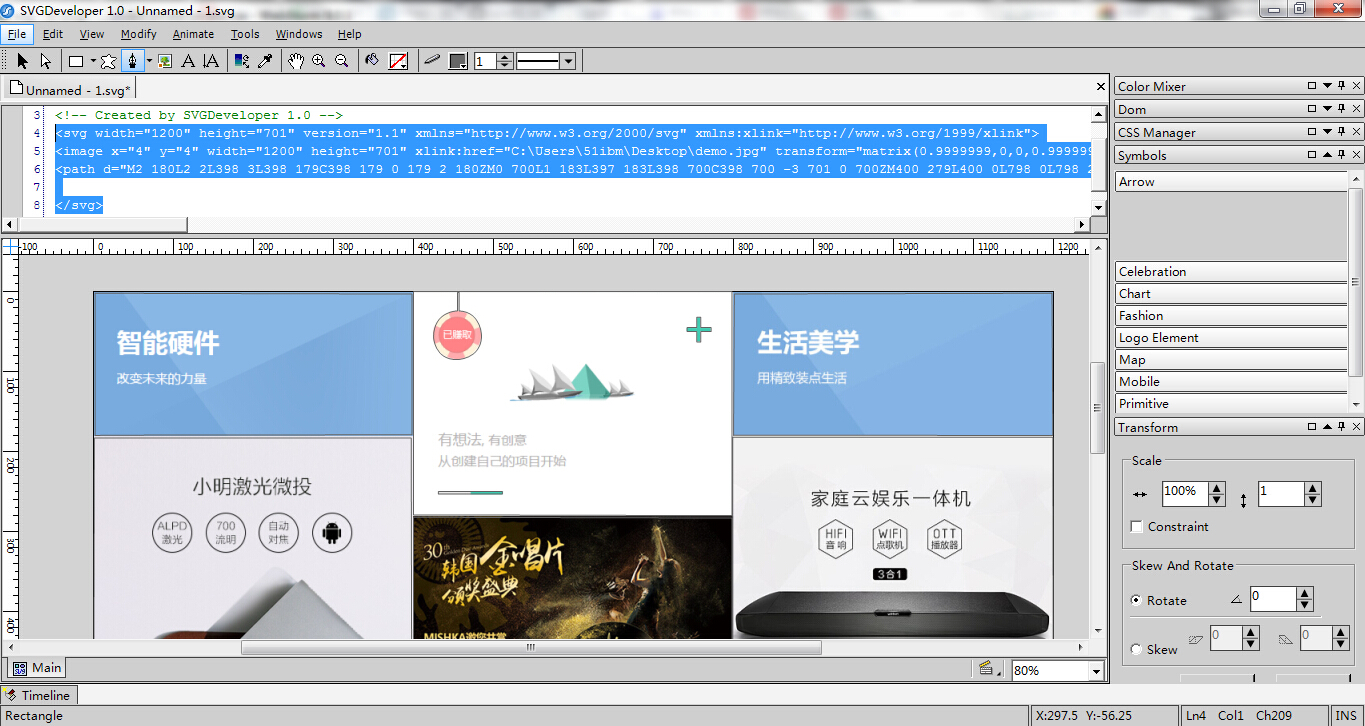 SVGDeveloper 1.0 - Unnamed - 1.svg
File Edit View Modify Animate Tools Windows Help
1
Unnamed - 1.svg*
3 <!-- Created by SVGDeveloper 1.0 -->
4 <svg width="1200" height="701" version="1.1" xmlns="http://www.w3.org/2000/svg" xmlns:xlink="http://www.w3.org/1999/xlink">
5 <image x="4" y="4" width="1200" height="701" xlink:href="C:\Users\51ibm\Desktop\demo.jpg" transform="matrix(0.9999999,0,0,0.999999
6 <path d="M2 180L2 2L398 3L398 179C398 179 0 179 2 180ZM0 700L1 183L397 183L398 700C398 700 -3 701 0 700ZM400 279L400 0L798 0L798 2
7
8 </svg>
-100 0 100 200 300 400 500 600 700 800 900 1000 1100 1200
0
100
200
300
400
智能硬件
改变未来的力量
已赚取
有想法, 有创意
从创建自己的项目开始
生活美学
用精致装点生活
小明激光微投
ALPD 激光
700 流明
自动 对焦
30th
韩国金唱片
颁奖盛典
MISHKA邀您共赏
家庭云娱乐一体机
HIFI 音响
WIFI 点歌机
OTT 播放器
3合1
Color Mixer
Dom
CSS Manager
Symbols
Arrow
Celebration
Chart
Fashion
Logo Element
Map
Mobile
Primitive
Transform
Scale
100% 1
Constraint
Skew And Rotate
Rotate 0
Skew 0 0
Main
80%
Timeline
Rectangle
X:297.5 Y:-56.25
Ln4 Col1 Ch209
INS